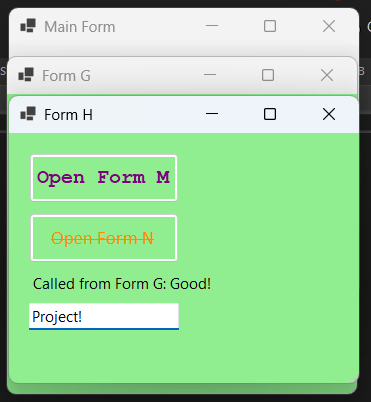 Main Form
Form G
Form H
Open Form M
Open Form N
Called from Form G: Good!
Project!